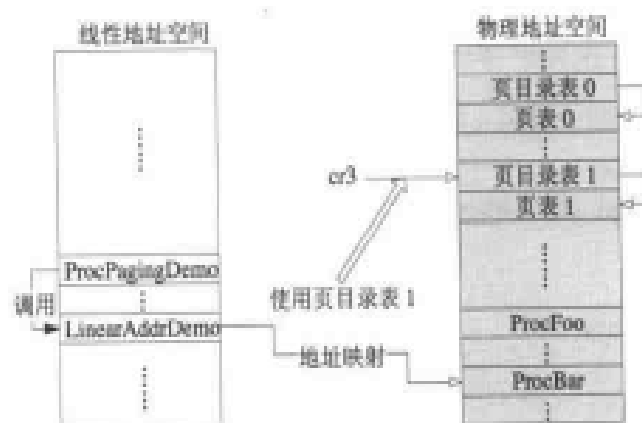 线性地址空间
物理地址空间
页目录表 0
页表 0
cr3
页目录表 1
页表 1
ProcPagingDemo
调用
使用页目录表 1
LinearAddrDemo
ProcFoo
地址映射
ProcBar